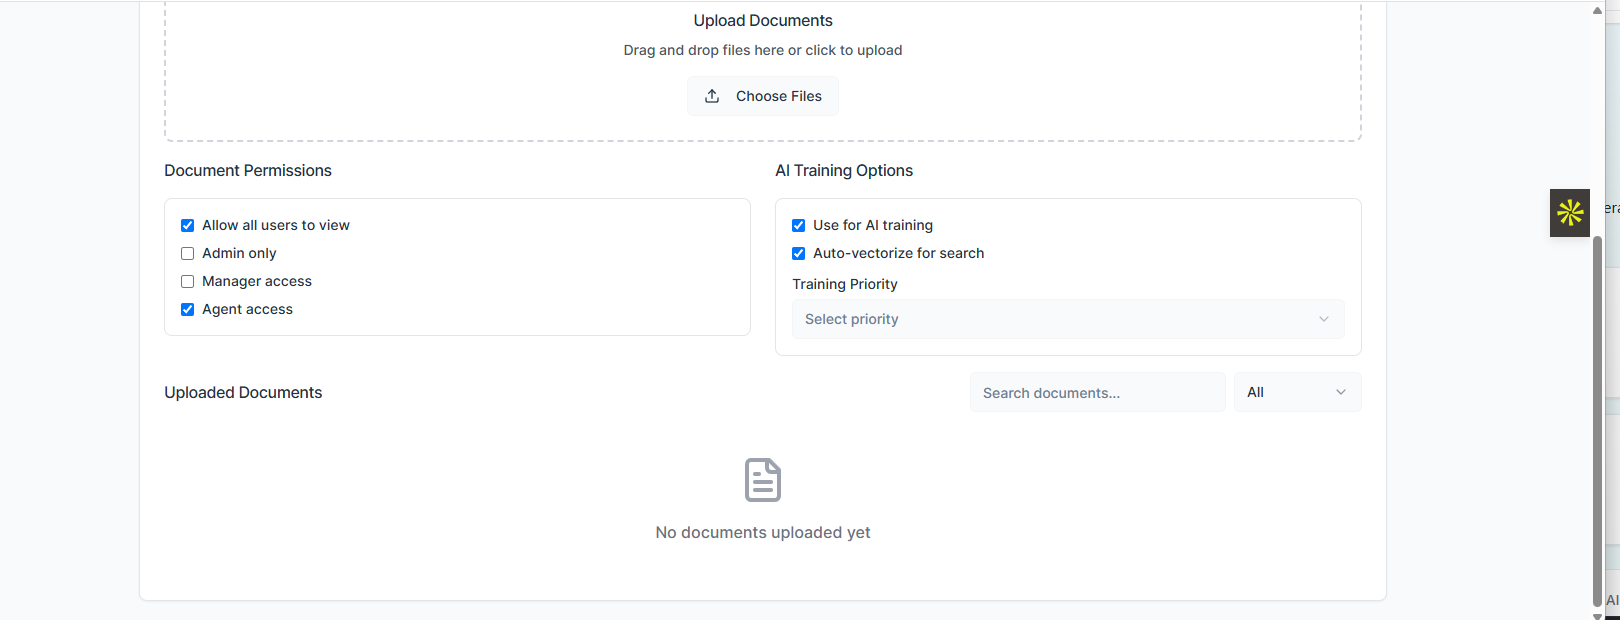 Upload Documents
Drag and drop files here or click to upload
Choose Files
Document Permissions
Allow all users to view
Admin only
Manager access
Agent access
AI Training Options
Use for AI training
Auto-vectorize for search
Training Priority
Select priority
Uploaded Documents
Search documents...
All
No documents uploaded yet
AI